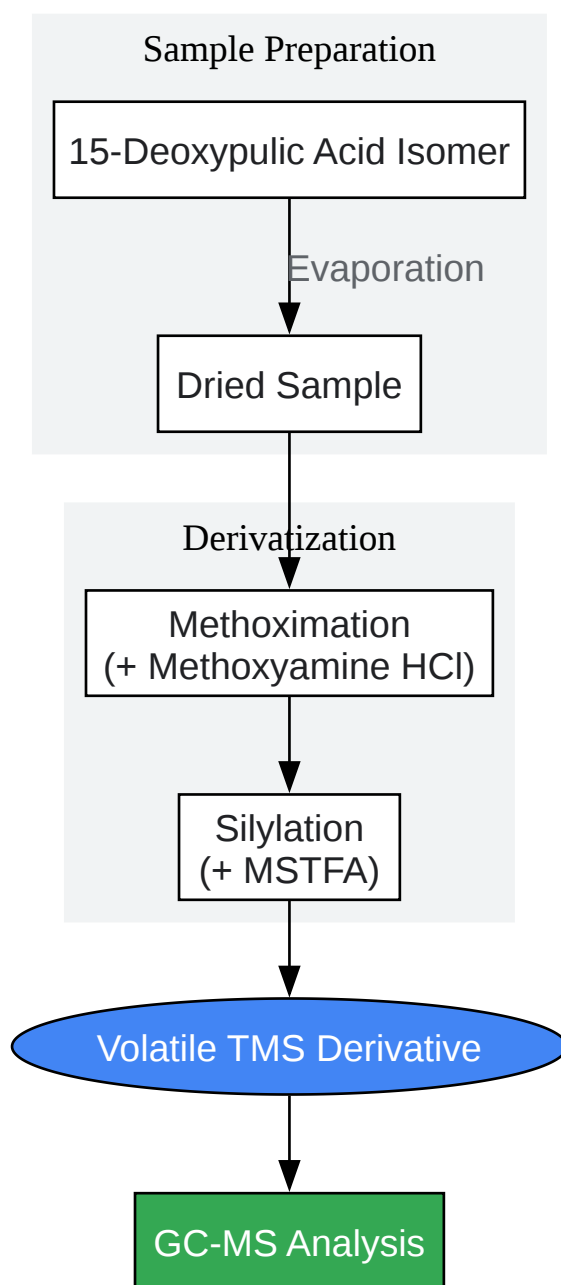 Sample Preparation
15-Deoxypulic Acid Isomer
Evaporation
Dried Sample
Derivatization
Methoximation
(+ Methoxyamine HCl)
Silylation
(+ MSTFA)
Volatile TMS Derivative
GC-MS Analysis